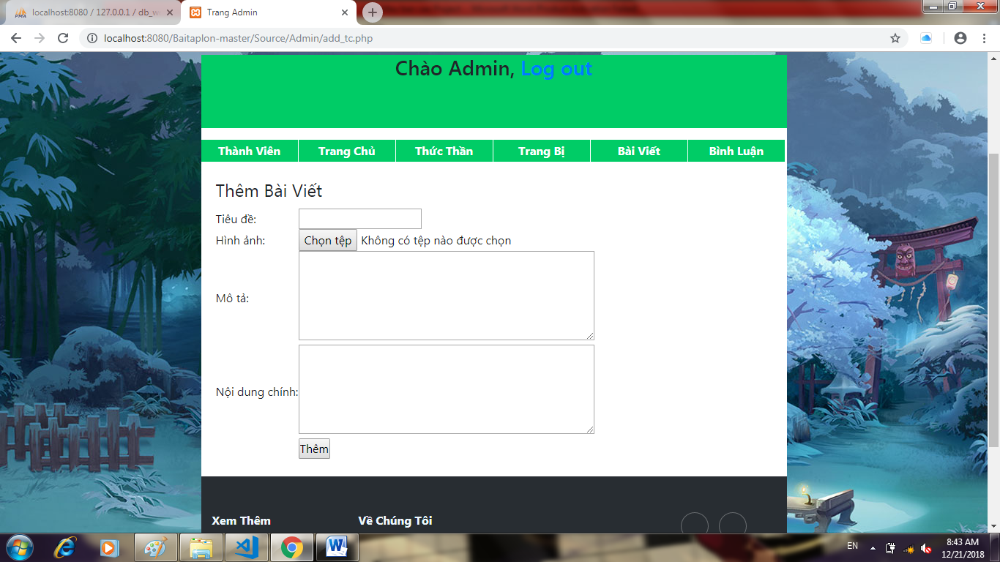 localhost:8080 / 127.0.0.1 / db_w
Trang Admin
localhost:8080/Baitaplon-master/Source/Admin/add_tc.php
Chào Admin, Log out
Thành Viên Trang Chủ Thức Thần Trang Bị Bài Viết Bình Luận
Thêm Bài Viết
Tiêu đề:
Hình ảnh: Chọn tệp Không có tệp nào được chọn
Mô tả:
Nội dung chính:
Thêm
Xem Thêm Về Chúng Tôi
EN 8:43 AM
12/21/2018